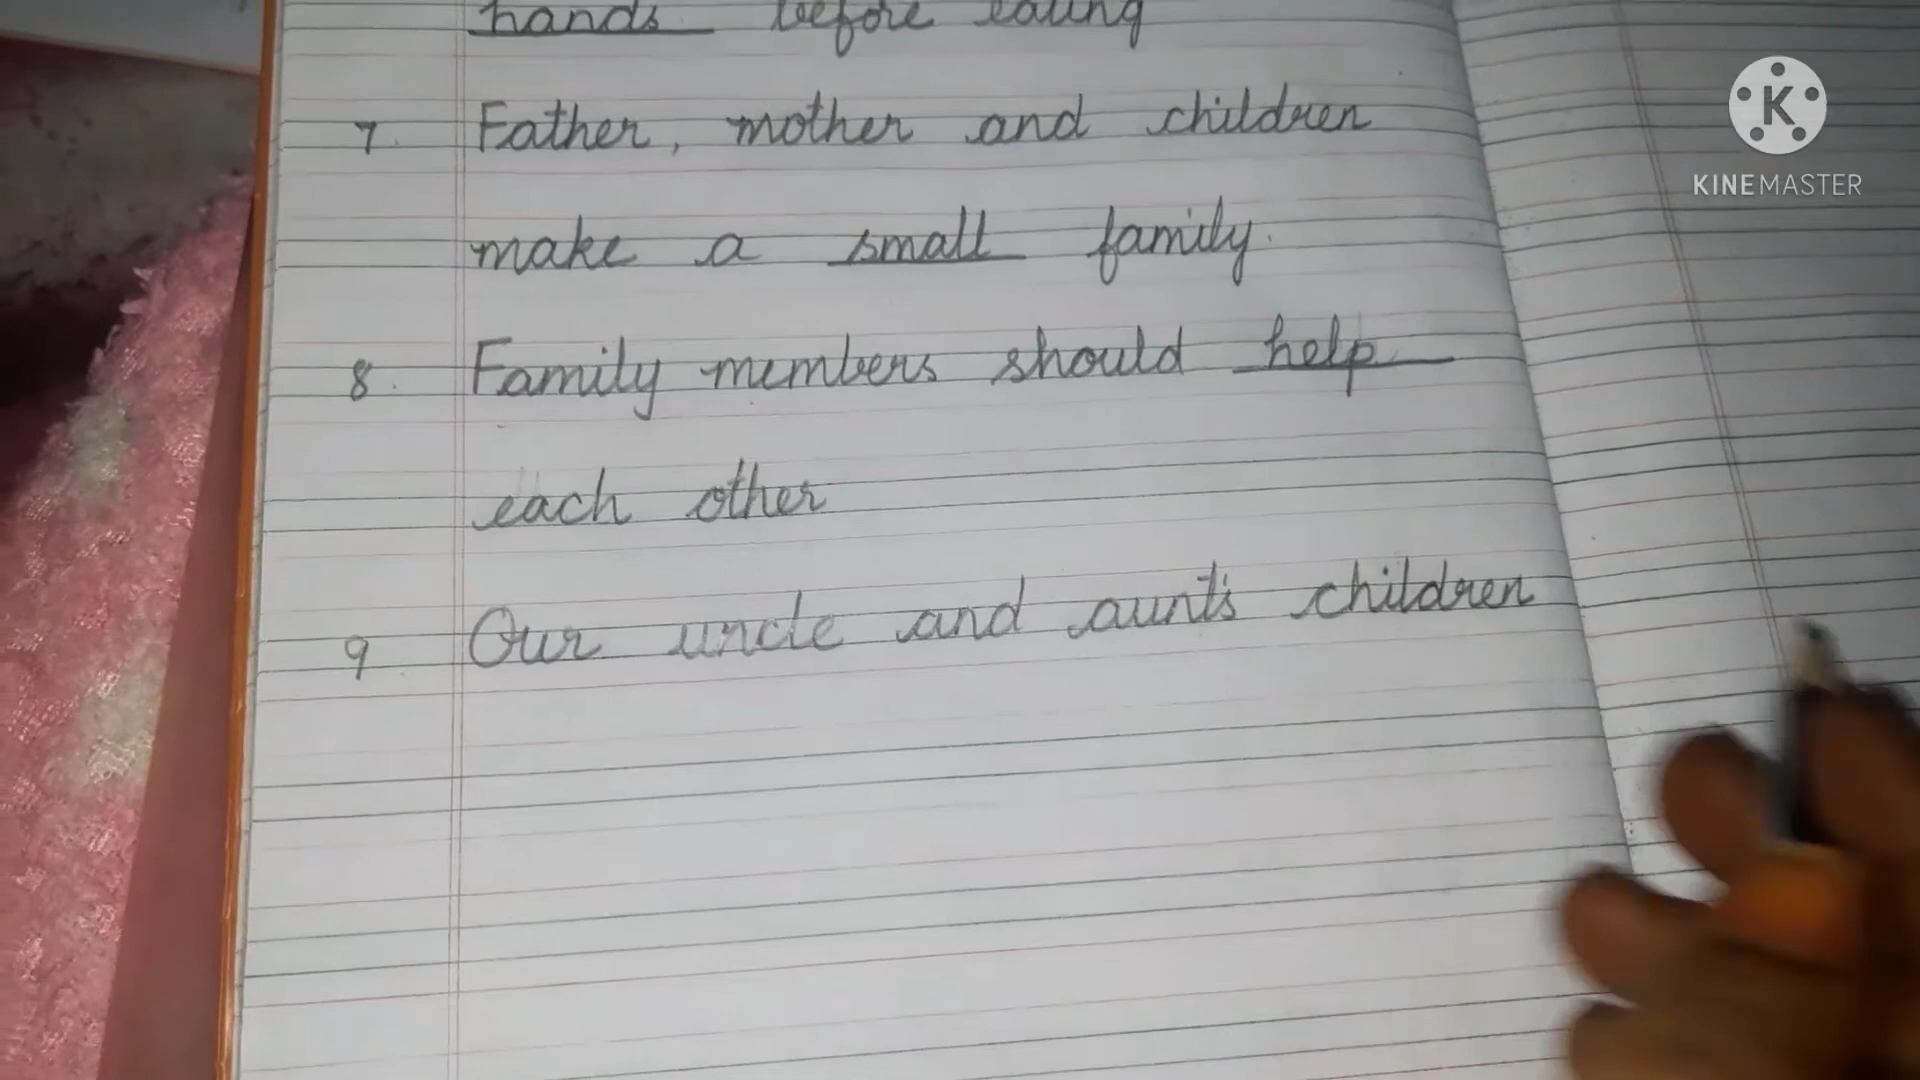 hands before eating
7. Father, mother and children
make a small family.
8. Family members should help
each other
9 Our uncle and aunt's children
K
KINEMASTER